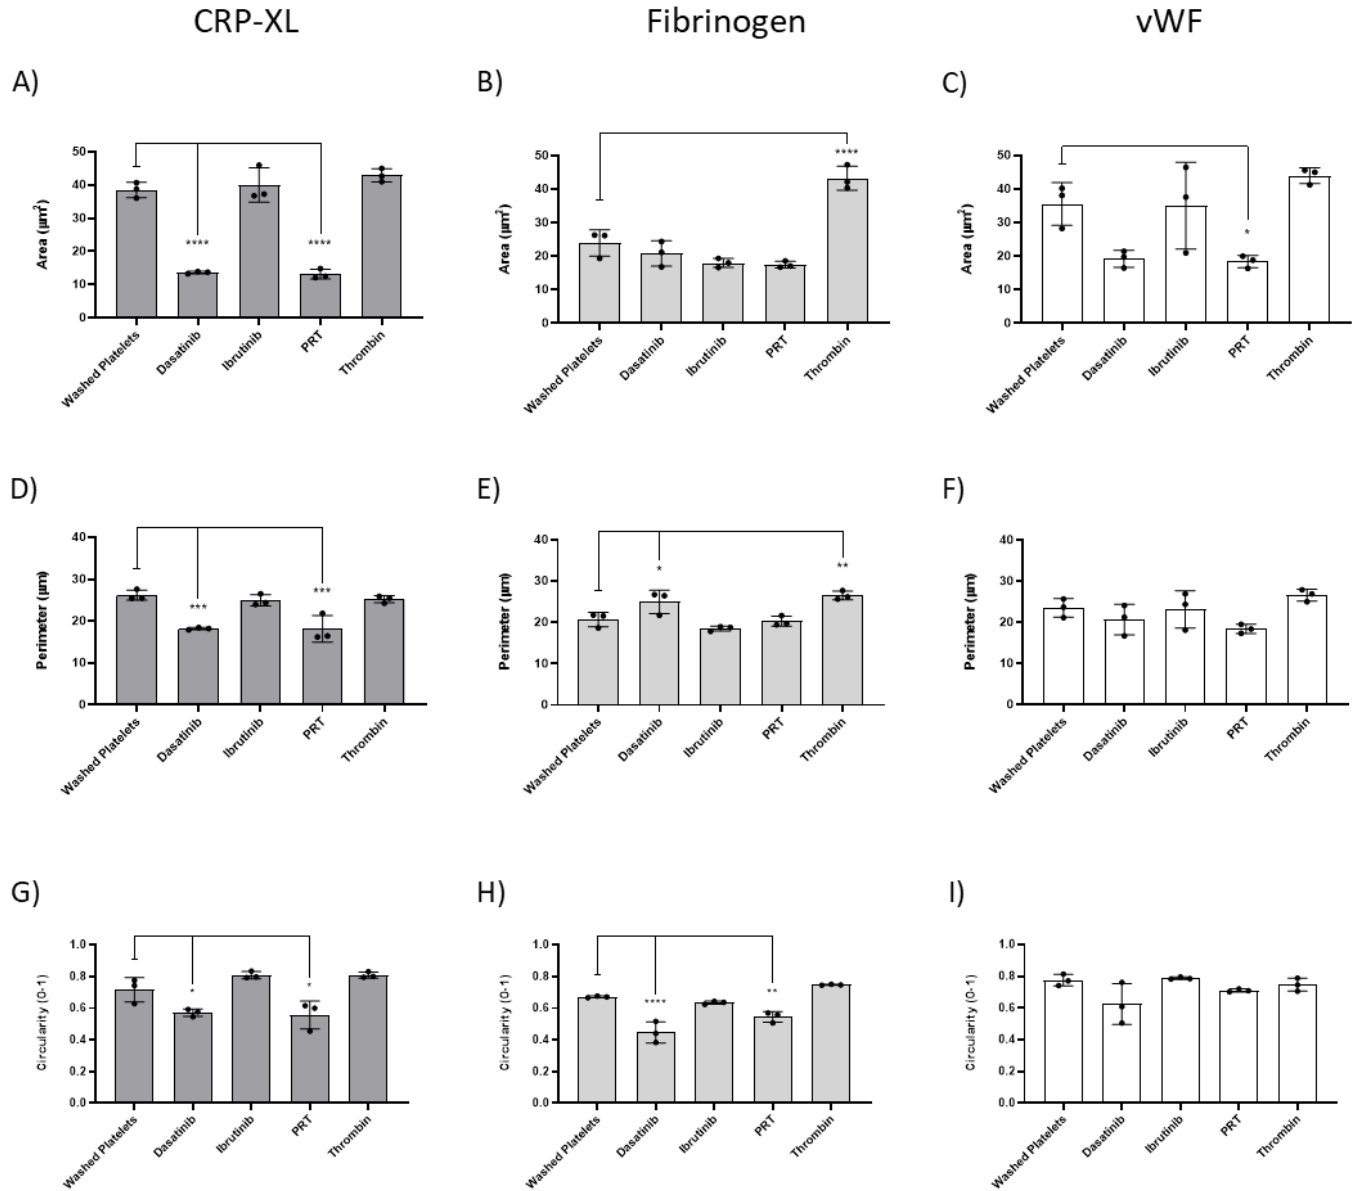 CRP-XL
Fibrinogen
vWF
A)
Area (µm²)
50
40
30
20
10
0
****
****
Washed Platelets
Dasatinib
Ibrutinib
PRT
Thrombin
B)
Area (µm²)
50
40
30
20
10
0
****
Washed Platelets
Dasatinib
Ibrutinib
PRT
Thrombin
C)
Area (µm²)
50
40
30
20
10
0
*
Washed Platelets
Dasatinib
Ibrutinib
PRT
Thrombin
D)
Perimeter (µm)
40
30
20
10
0
***
***
Washed Platelets
Dasatinib
Ibrutinib
PRT
Thrombin
E)
Perimeter (µm)
40
30
20
10
0
*
**
Washed Platelets
Dasatinib
Ibrutinib
PRT
Thrombin
F)
Perimeter (µm)
40
30
20
10
0
Washed Platelets
Dasatinib
Ibrutinib
PRT
Thrombin
G)
Circularity (0-1)
1.0
0.8
0.6
0.4
0.2
0.0
*
*
Washed Platelets
Dasatinib
Ibrutinib
PRT
Thrombin
H)
Circularity (0-1)
1.0
0.8
0.6
0.4
0.2
0.0
****
**
Washed Platelets
Dasatinib
Ibrutinib
PRT
Thrombin
I)
Circularity (0-1)
1.0
0.8
0.6
0.4
0.2
0.0
Washed Platelets
Dasatinib
Ibrutinib
PRT
Thrombin